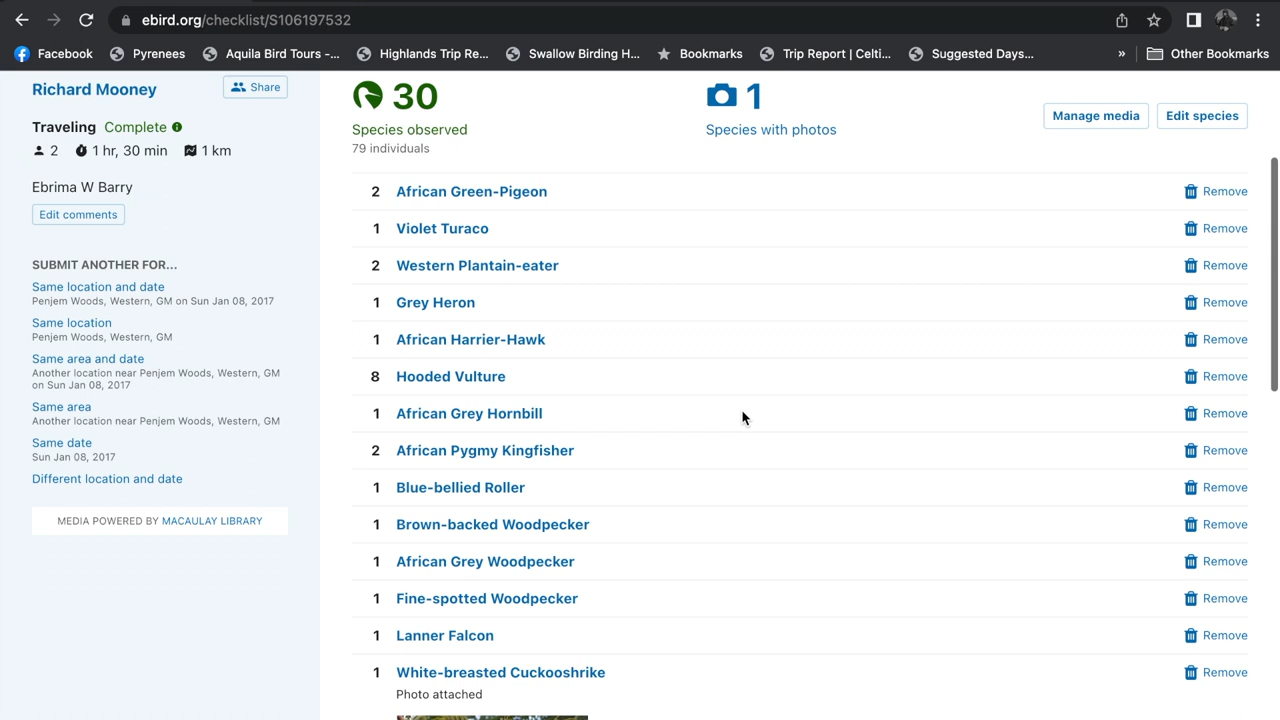 ebird.org/checklist/S106197532
Facebook Pyrenees Aquila Bird Tours -... Highlands Trip Re... Swallow Birding H... Bookmarks Trip Report | Celti... Suggested Days... » Other Bookmarks
Richard Mooney
Share
Traveling Complete
2 1 hr, 30 min 1 km
Ebrima W Barry
Edit comments
SUBMIT ANOTHER FOR...
Same location and date
Penjem Woods, Western, GM on Sun Jan 08, 2017
Same location
Penjem Woods, Western, GM
Same area and date
Another location near Penjem Woods, Western, GM
on Sun Jan 08, 2017
Same area
Another location near Penjem Woods, Western, GM
Same date
Sun Jan 08, 2017
Different location and date
MEDIA POWERED BY MACAULAY LIBRARY
30
Species observed
79 individuals
1
Species with photos
Manage media
Edit species
2 African Green-Pigeon Remove
1 Violet Turaco Remove
2 Western Plantain-eater Remove
1 Grey Heron Remove
1 African Harrier-Hawk Remove
8 Hooded Vulture Remove
1 African Grey Hornbill Remove
2 African Pygmy Kingfisher Remove
1 Blue-bellied Roller Remove
1 Brown-backed Woodpecker Remove
1 African Grey Woodpecker Remove
1 Fine-spotted Woodpecker Remove
1 Lanner Falcon Remove
1 White-breasted Cuckooshrike Remove
Photo attached